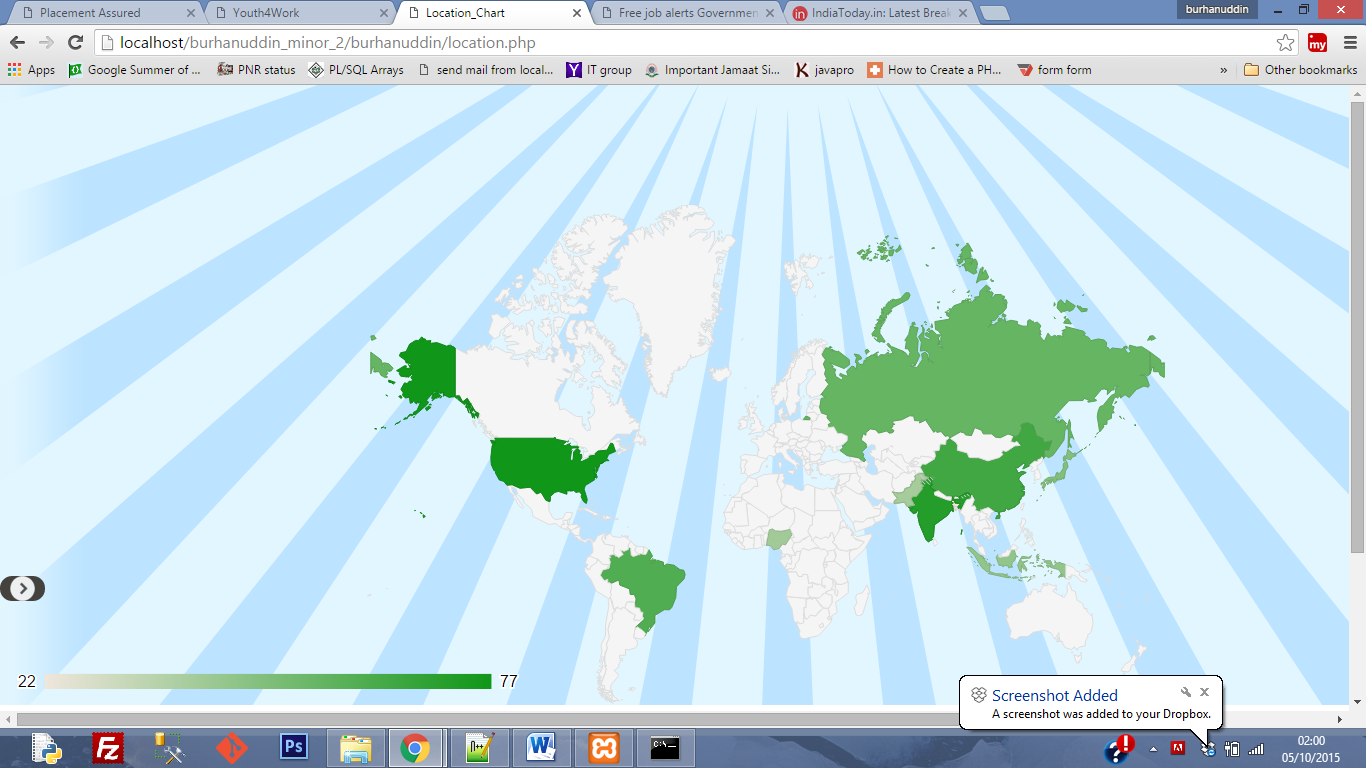 Placement Assured
Youth4Work
Location_Chart
Free job alerts Governmen
IndiaToday.in: Latest Break
burhanuddin
localhost/burhanuddin_minor_2/burhanuddin/location.php
my
Apps
Google Summer of ...
PNR status
PL/SQL Arrays
send mail from local...
Y IT group
Important Jamaat Si...
K javapro
How to Create a PH...
form form
»
Other bookmarks
22
77
Screenshot Added
A screenshot was added to your Dropbox.
Fz
Ps
n++
W
C:\_
02:00
05/10/2015